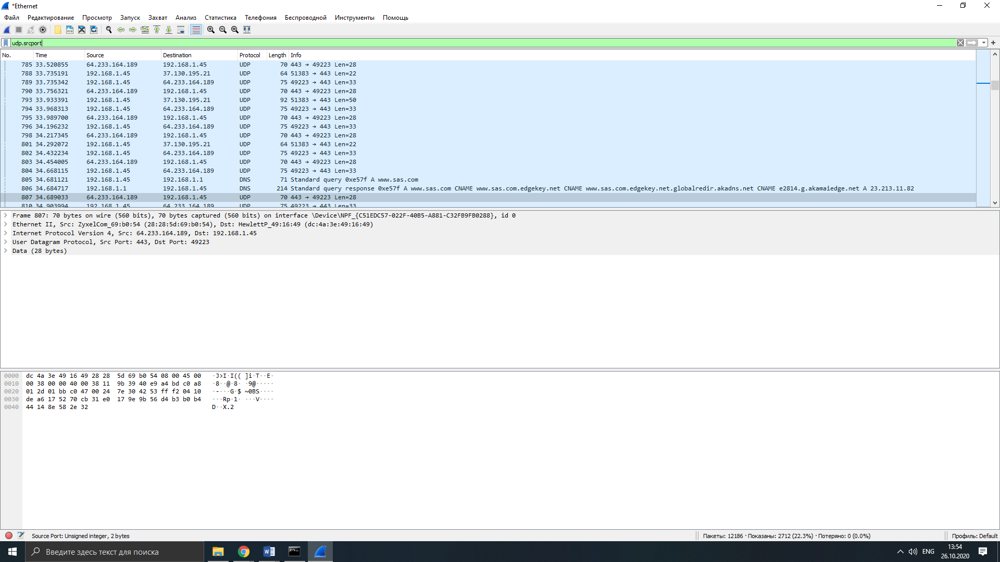 *Ethernet
Файл Редактирование Просмотр Запуск Захват Анализ Статистика Телефония Беспроводной Инструменты Помощь
udp.srcport
No. Time Source Destination Protocol Length Info
785 33.520855 64.233.164.189 192.168.1.45 UDP 70 443 → 49223 Len=28
788 33.735191 192.168.1.45 37.130.195.21 UDP 64 51383 → 443 Len=22
789 33.735342 192.168.1.45 64.233.164.189 UDP 75 49223 → 443 Len=33
790 33.756321 64.233.164.189 192.168.1.45 UDP 70 443 → 49223 Len=28
793 33.933391 192.168.1.45 37.130.195.21 UDP 92 51383 → 443 Len=50
794 33.968313 192.168.1.45 64.233.164.189 UDP 75 49223 → 443 Len=33
795 33.989700 64.233.164.189 192.168.1.45 UDP 70 443 → 49223 Len=28
796 34.196232 192.168.1.45 64.233.164.189 UDP 75 49223 → 443 Len=33
798 34.217345 64.233.164.189 192.168.1.45 UDP 70 443 → 49223 Len=28
801 34.292072 192.168.1.45 37.130.195.21 UDP 64 51383 → 443 Len=22
802 34.432234 192.168.1.45 64.233.164.189 UDP 75 49223 → 443 Len=33
803 34.454005 64.233.164.189 192.168.1.45 UDP 70 443 → 49223 Len=28
804 34.668115 192.168.1.45 64.233.164.189 UDP 75 49223 → 443 Len=33
805 34.681121 192.168.1.45 192.168.1.1 DNS 71 Standard query 0xe57f A www.sas.com
806 34.684717 192.168.1.1 192.168.1.45 DNS 214 Standard query response 0xe57f A www.sas.com CNAME www.sas.com.edgekey.net CNAME www.sas.com.edgekey.net.globalredir.akadns.net CNAME e2814.g.akamaiedge.net A 23.213.11.82
807 34.689033 64.233.164.189 192.168.1.45 UDP 70 443 → 49223 Len=28
810 34.903994 192.168.1.45 64.233.164.189 UDP 75 49223 → 443 Len=33
Frame 807: 70 bytes on wire (560 bits), 70 bytes captured (560 bits) on interface \Device\NPF_{C51EDC57-022F-40B5-A881-C32FB9FB0288}, id 0
Ethernet II, Src: ZyxelCom_69:b0:54 (28:28:5d:69:b0:54), Dst: HewlettP_49:16:49 (dc:4a:3e:49:16:49)
Internet Protocol Version 4, Src: 64.233.164.189, Dst: 192.168.1.45
User Datagram Protocol, Src Port: 443, Dst Port: 49223
Data (28 bytes)
0000 dc 4a 3e 49 16 49 28 28 5d 69 b0 54 08 00 45 00 ·J>I·I(( ]i·T··E·
0010 00 38 00 00 40 00 38 11 9b 39 40 e9 a4 bd c0 a8 ·8··@·8· ·9@·····
0020 01 2d 01 bb c0 47 00 24 7e 30 42 53 ff f2 04 10 ·-···G·$ ~0BS····
0030 de a6 17 52 70 cb 31 e0 17 9e 9b 56 d4 b3 b0 b4 ···Rp·1· ···V····
0040 44 14 8e 58 2e 32 D··X.2
Source Port: Unsigned integer, 2 bytes
Пакеты: 12186 · Показаны: 2712 (22.3%) · Потеряно: 0 (0.0%)
Профиль: Default
Введите здесь текст для поиска
ENG
13:54
26.10.2020